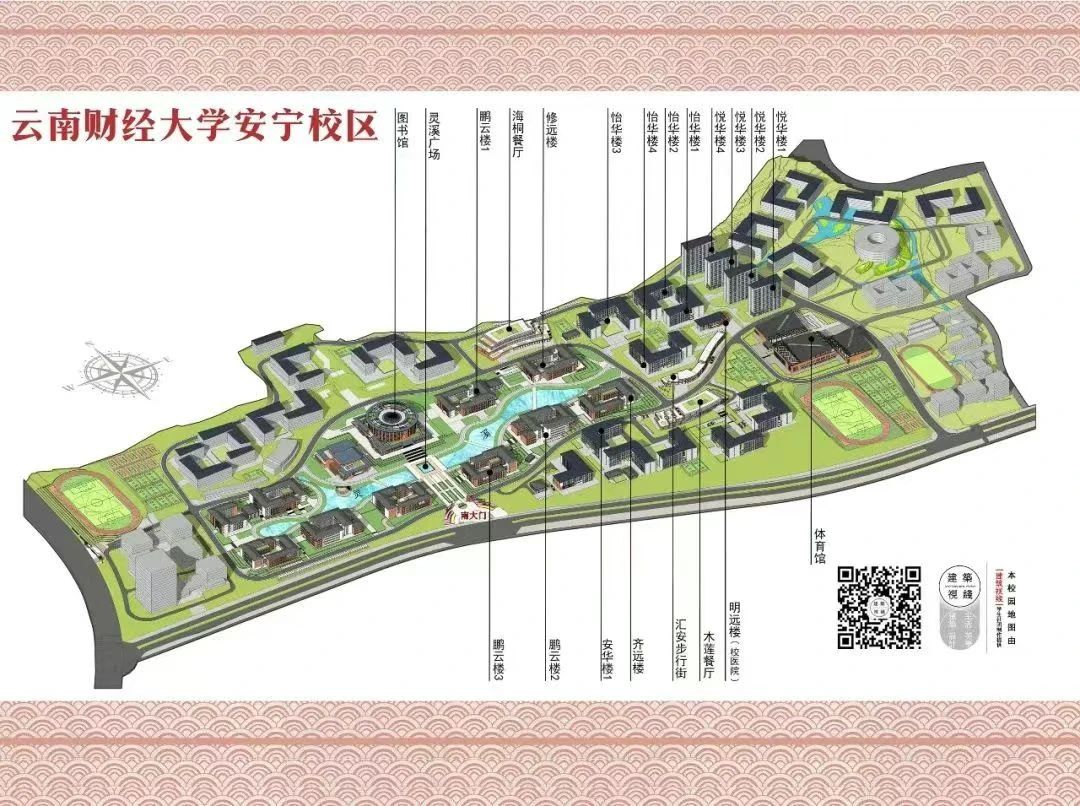 云南财经大学安宁校区
图书馆
灵溪广场
鹏云楼1
海桐餐厅
修远楼
怡华楼3
怡华楼4
怡华楼2
怡华楼1
悦华楼4
悦华楼3
悦华楼2
悦华楼1
W
灵
溪
南大门
体育馆
鹏云楼3
鹏云楼2
安华楼1
齐远楼
汇安步行街
木莲餐厅
明远楼（校医院）
建築
視綫
本校园地图由